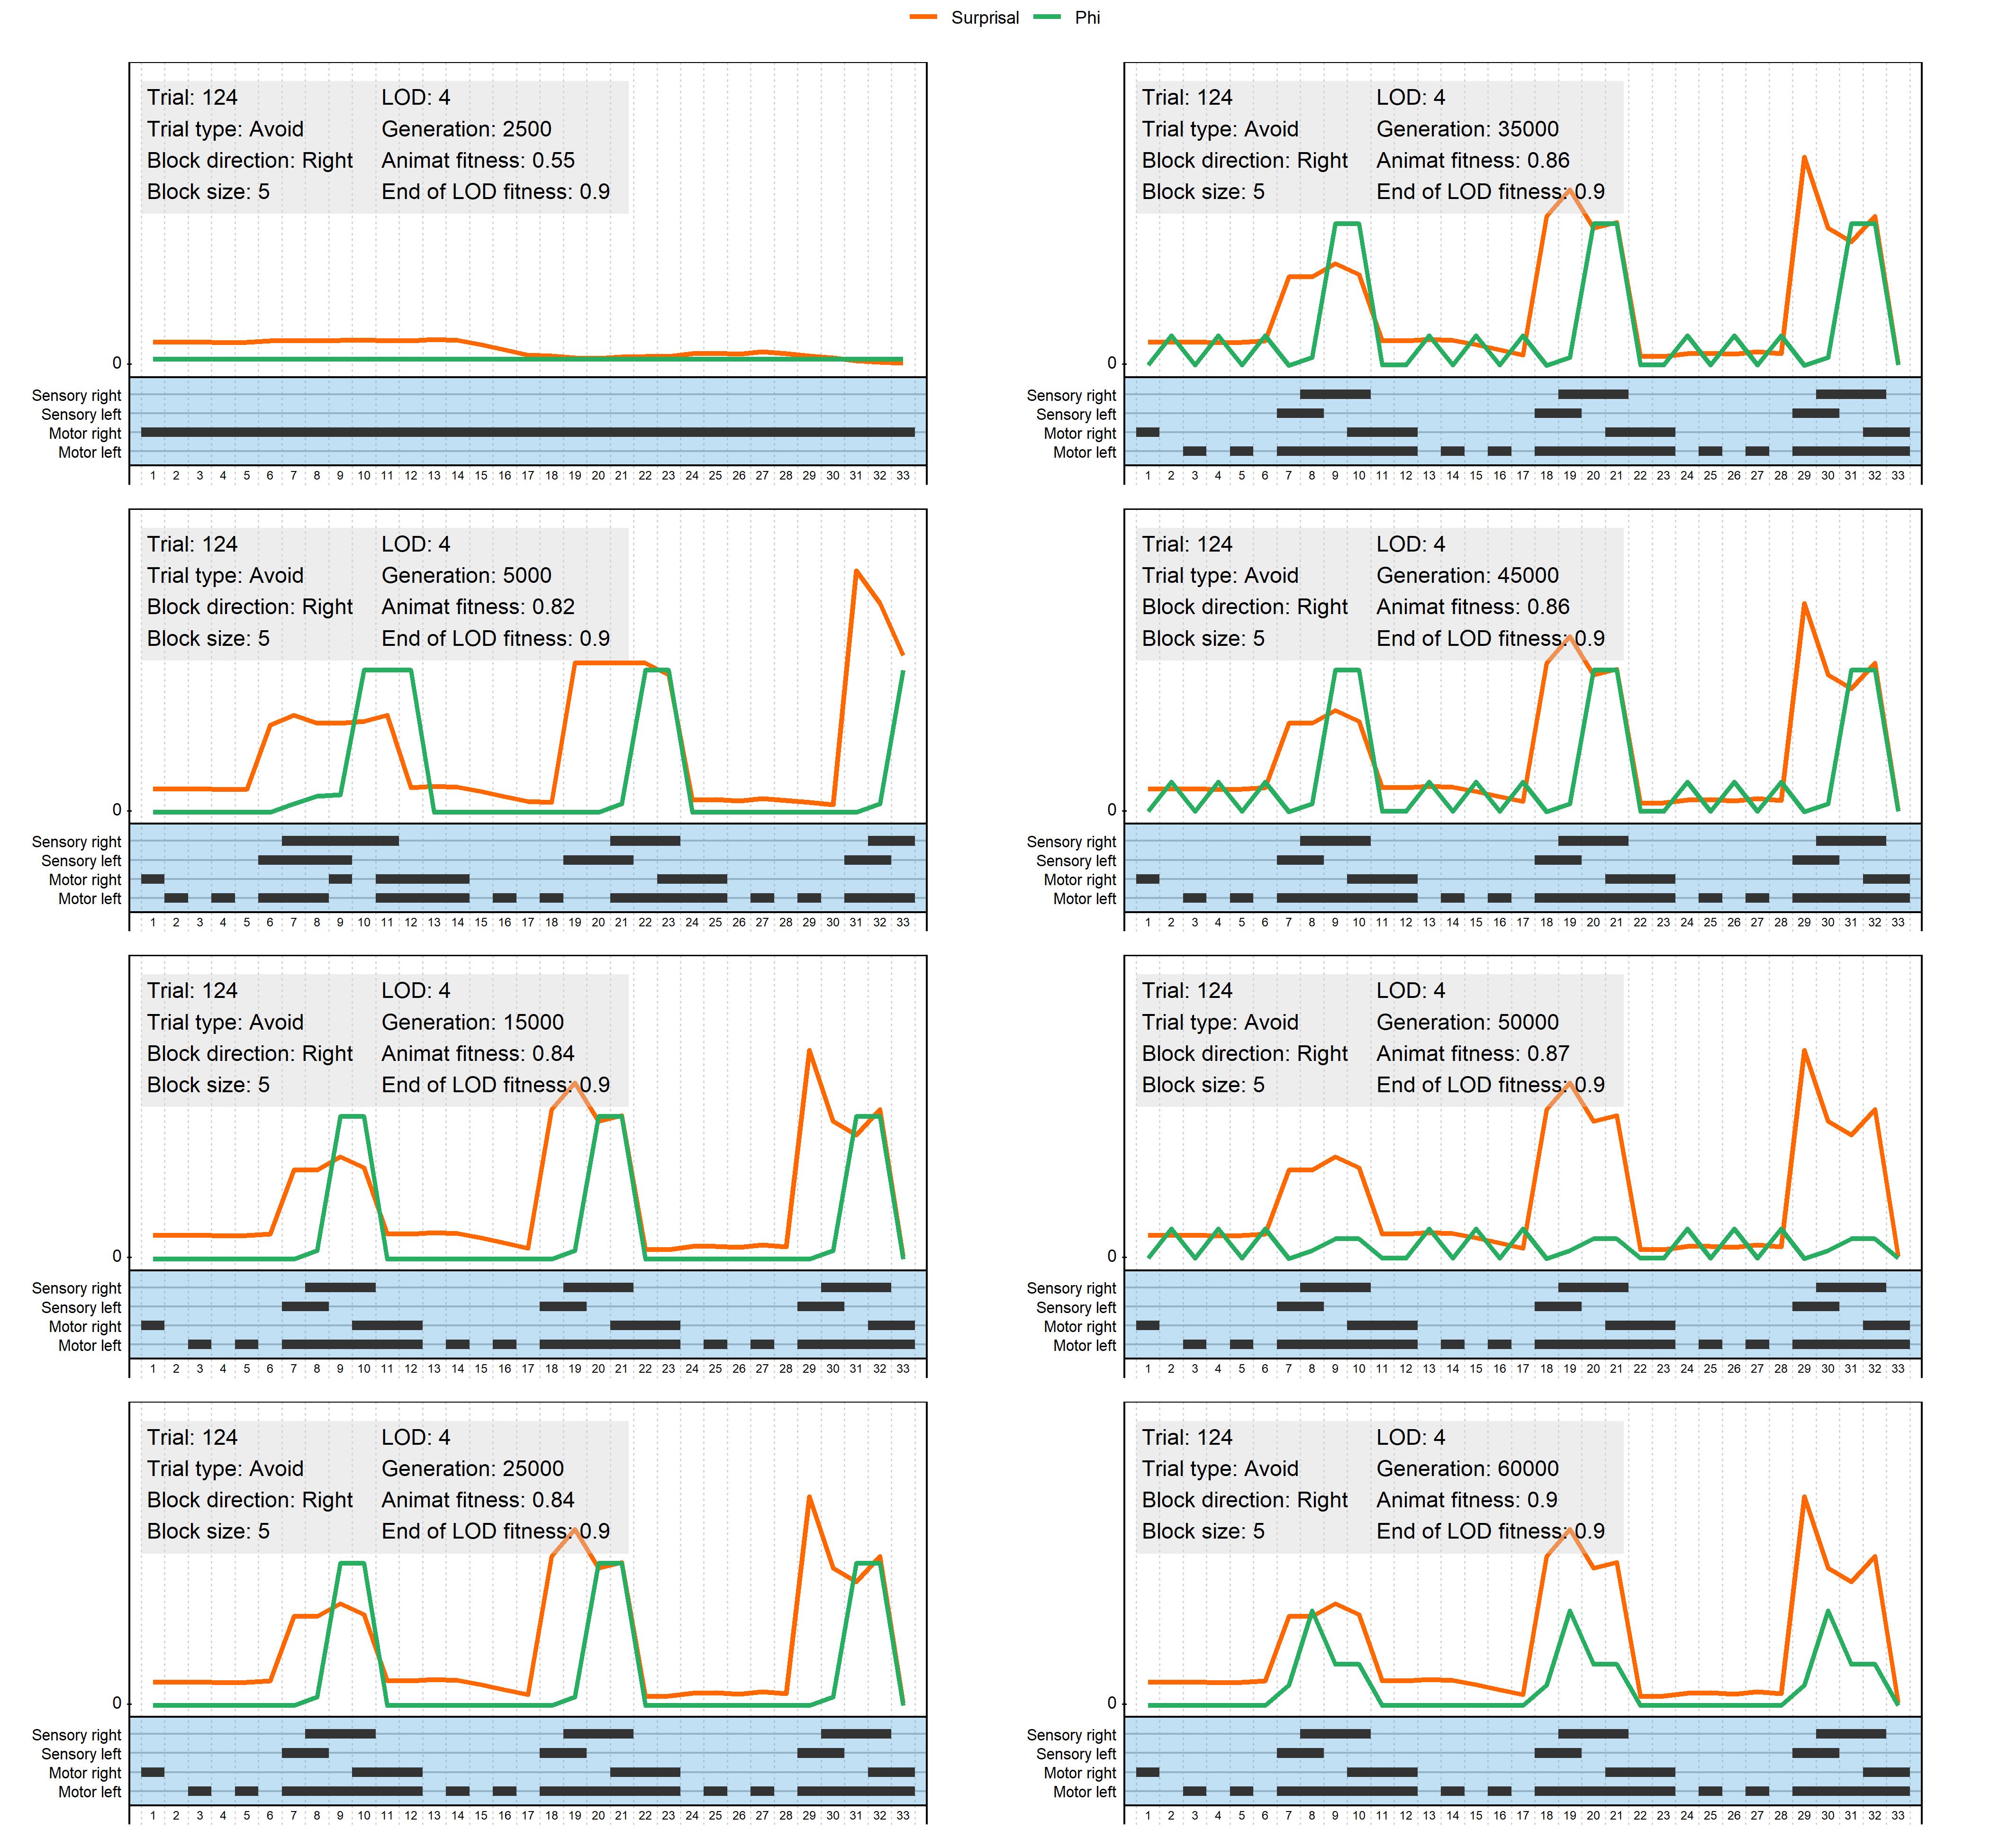 Surprisal Phi
Trial: 124 LOD: 4
Trial type: Avoid Generation: 2500
Block direction: Right Animat fitness: 0.55
Block size: 5 End of LOD fitness: 0.9
0
Sensory right
Sensory left
Motor right
Motor left
1 2 3 4 5 6 7 8 9 10 11 12 13 14 15 16 17 18 19 20 21 22 23 24 25 26 27 28 29 30 31 32 33
Trial: 124 LOD: 4
Trial type: Avoid Generation: 35000
Block direction: Right Animat fitness: 0.86
Block size: 5 End of LOD fitness: 0.9
0
Sensory right
Sensory left
Motor right
Motor left
1 2 3 4 5 6 7 8 9 10 11 12 13 14 15 16 17 18 19 20 21 22 23 24 25 26 27 28 29 30 31 32 33
Trial: 124 LOD: 4
Trial type: Avoid Generation: 5000
Block direction: Right Animat fitness: 0.82
Block size: 5 End of LOD fitness: 0.9
0
Sensory right
Sensory left
Motor right
Motor left
1 2 3 4 5 6 7 8 9 10 11 12 13 14 15 16 17 18 19 20 21 22 23 24 25 26 27 28 29 30 31 32 33
Trial: 124 LOD: 4
Trial type: Avoid Generation: 45000
Block direction: Right Animat fitness: 0.86
Block size: 5 End of LOD fitness: 0.9
0
Sensory right
Sensory left
Motor right
Motor left
1 2 3 4 5 6 7 8 9 10 11 12 13 14 15 16 17 18 19 20 21 22 23 24 25 26 27 28 29 30 31 32 33
Trial: 124 LOD: 4
Trial type: Avoid Generation: 15000
Block direction: Right Animat fitness: 0.84
Block size: 5 End of LOD fitness: 0.9
0
Sensory right
Sensory left
Motor right
Motor left
1 2 3 4 5 6 7 8 9 10 11 12 13 14 15 16 17 18 19 20 21 22 23 24 25 26 27 28 29 30 31 32 33
Trial: 124 LOD: 4
Trial type: Avoid Generation: 50000
Block direction: Right Animat fitness: 0.87
Block size: 5 End of LOD fitness: 0.9
0
Sensory right
Sensory left
Motor right
Motor left
1 2 3 4 5 6 7 8 9 10 11 12 13 14 15 16 17 18 19 20 21 22 23 24 25 26 27 28 29 30 31 32 33
Trial: 124 LOD: 4
Trial type: Avoid Generation: 25000
Block direction: Right Animat fitness: 0.84
Block size: 5 End of LOD fitness: 0.9
0
Sensory right
Sensory left
Motor right
Motor left
1 2 3 4 5 6 7 8 9 10 11 12 13 14 15 16 17 18 19 20 21 22 23 24 25 26 27 28 29 30 31 32 33
Trial: 124 LOD: 4
Trial type: Avoid Generation: 60000
Block direction: Right Animat fitness: 0.9
Block size: 5 End of LOD fitness: 0.9
0
Sensory right
Sensory left
Motor right
Motor left
1 2 3 4 5 6 7 8 9 10 11 12 13 14 15 16 17 18 19 20 21 22 23 24 25 26 27 28 29 30 31 32 33